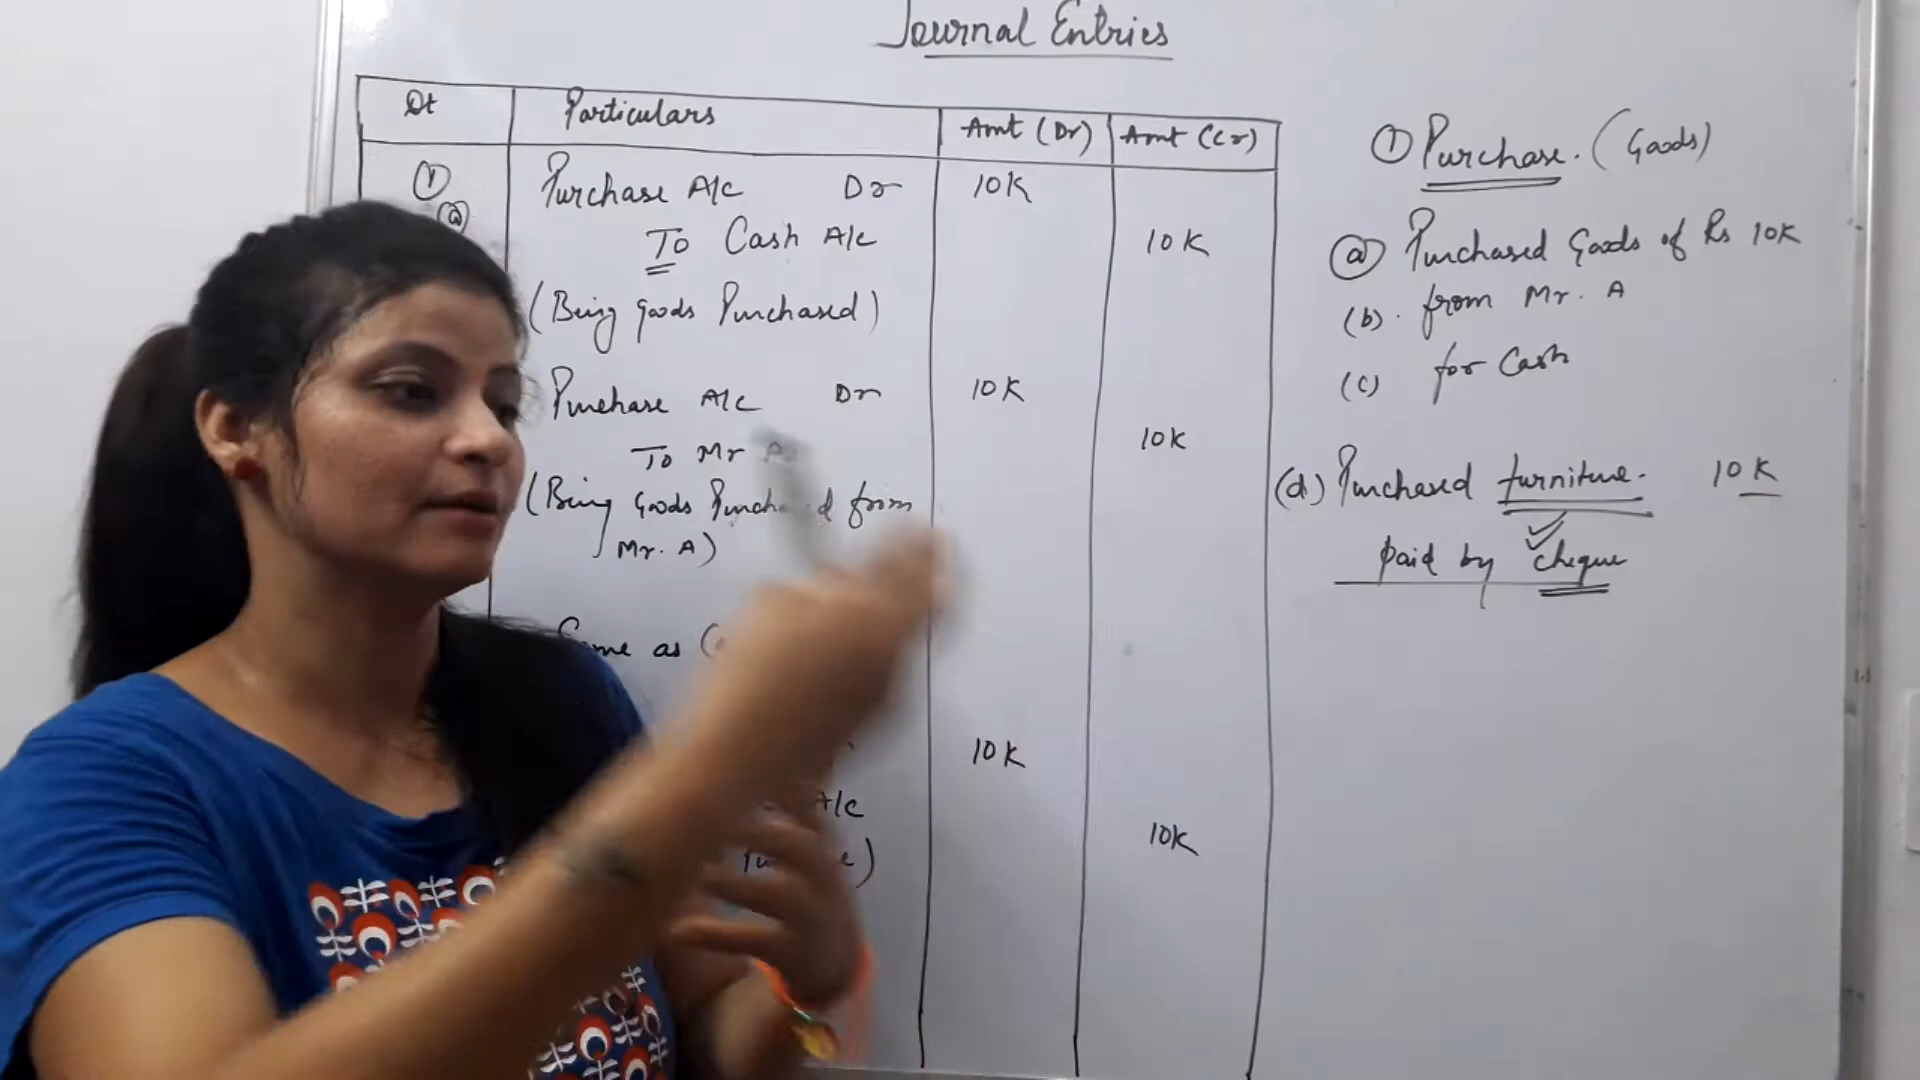 Journal Entries
Dt Particulars Amt (Dr) Amt (Cr)
① Purchase A/c Dr 10K
ⓐ
To Cash A/c 10K
(Being goods Purchased)
Purchase A/c Dr 10K
To Mr A 10K
(Being Goods from
Mr. A)
as
10K
A/c
10K
① Purchase. (Goods)
ⓐ Purchased Goods of Rs 10K
(b). from Mr. A
(c) for Cash
(d) Purchased furniture. 10K
paid by cheque